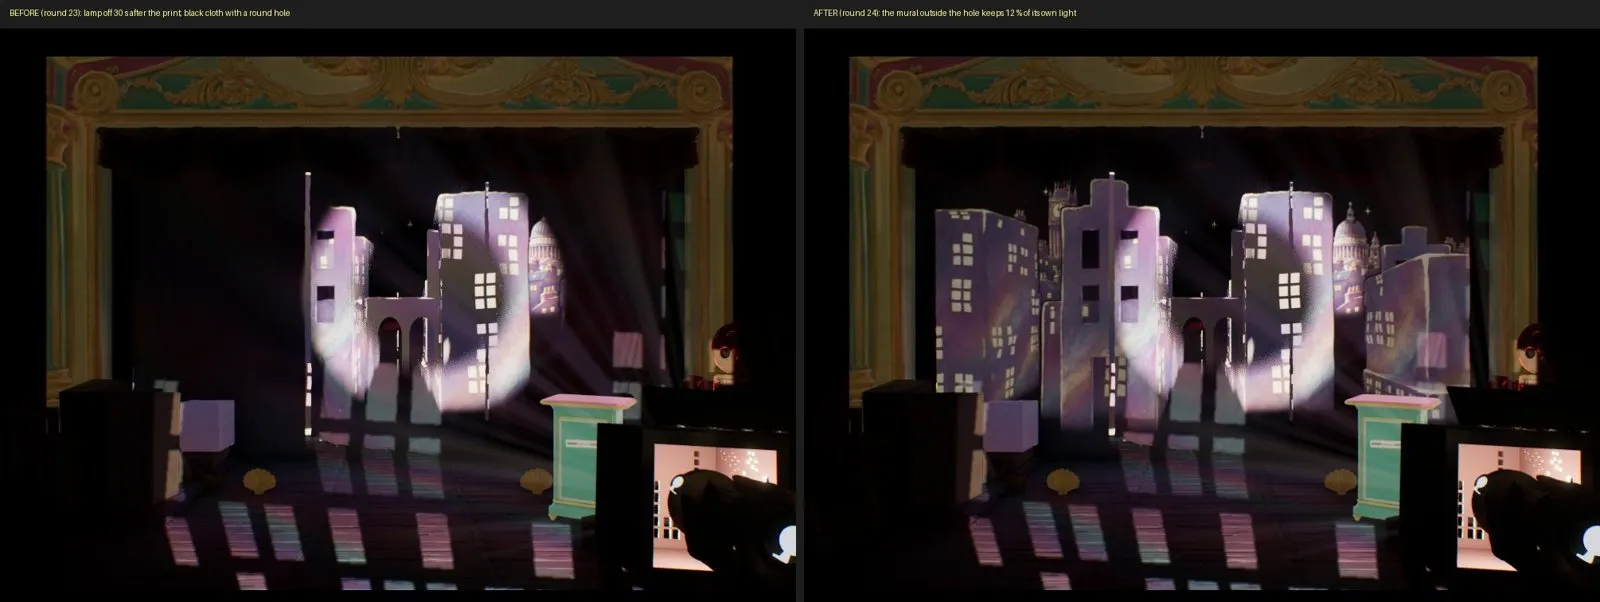 BEFORE (round 23): lamp off 30 s after the print; black cloth with a round hole
AFTER (round 24): the mural outside the hole keeps 12 % of its own light